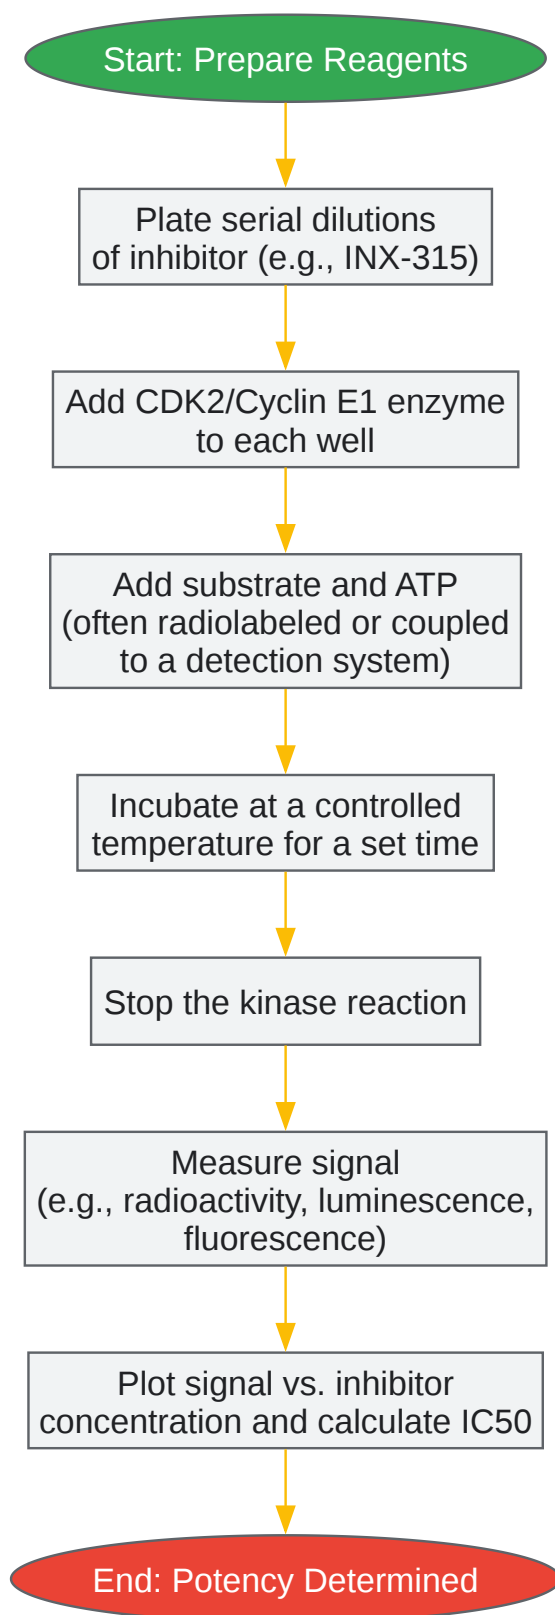 Start: Prepare Reagents
Plate serial dilutions
of inhibitor (e.g., INX-315)
Add CDK2/Cyclin E1 enzyme
to each well
Add substrate and ATP
(often radiolabeled or coupled
to a detection system)
Incubate at a controlled
temperature for a set time
Stop the kinase reaction
Measure signal
(e.g., radioactivity, luminescence,
fluorescence)
Plot signal vs. inhibitor
concentration and calculate IC50
End: Potency Determined